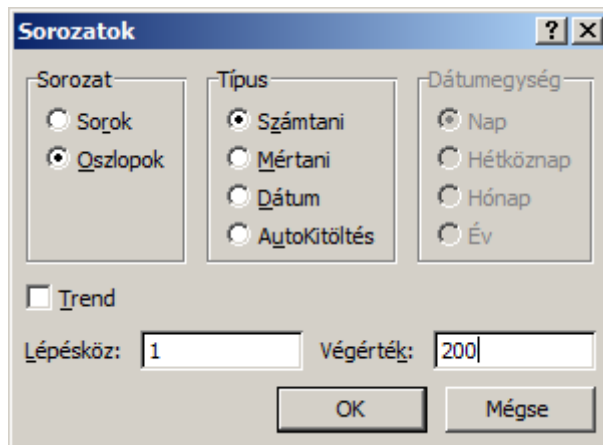 Sorozatok
Sorozat
Sorok
Oszlopok
Típus
Számtani
Mértani
Dátum
AutoKitöltés
Dátumegység
Nap
Hétköznap
Hónap
Év
Trend
Lépésköz: 1 Végérték: 200
OK Mégse